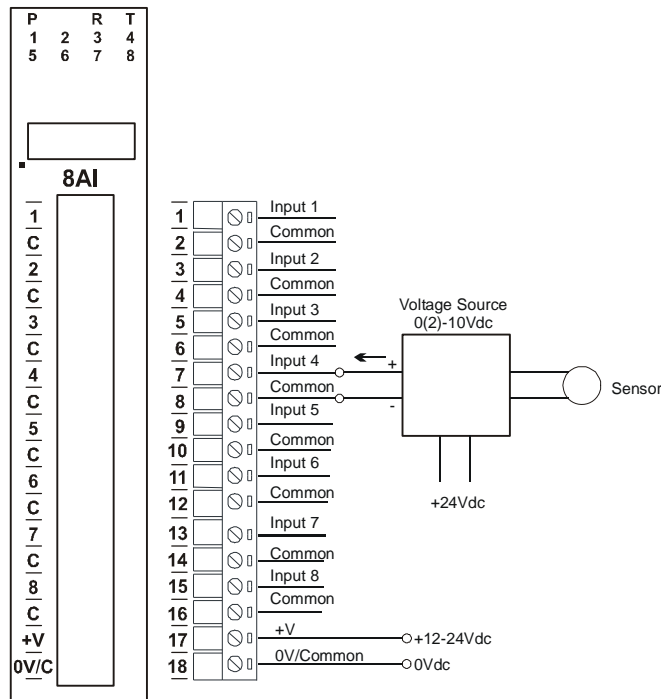 P R T
1 2 3 4
5 6 7 8
8AI
1
C
2
C
3
C
4
C
5
C
6
C
7
C
8
C
+V
0V/C
1 Input 1
2 Common
3 Input 2
4 Common
5 Input 3
6 Common
7 Input 4
8 Common
9 Input 5
10 Common
11 Input 6
12 Common
13 Input 7
14 Common
15 Input 8
16 Common
17 +V +12-24Vdc
18 0V/Common 0Vdc
Voltage Source
0(2)-10Vdc
+
-
Sensor
+24Vdc